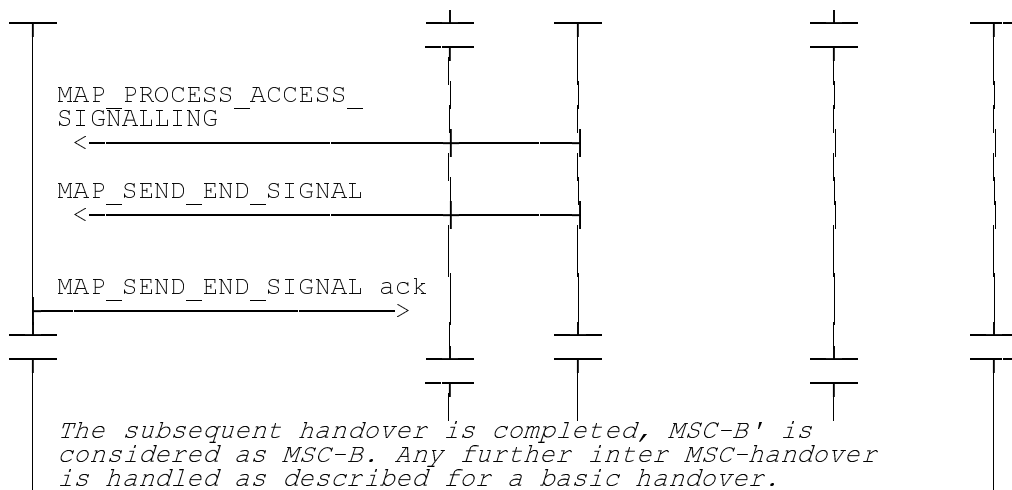 MAP_PROCESS_ACCESS_
SIGNALLING
MAP_SEND_END_SIGNAL
MAP_SEND_END_SIGNAL ack
The subsequent handover is completed, MSC-B' is
considered as MSC-B. Any further inter MSC-handover
is handled as described for a basic handover.